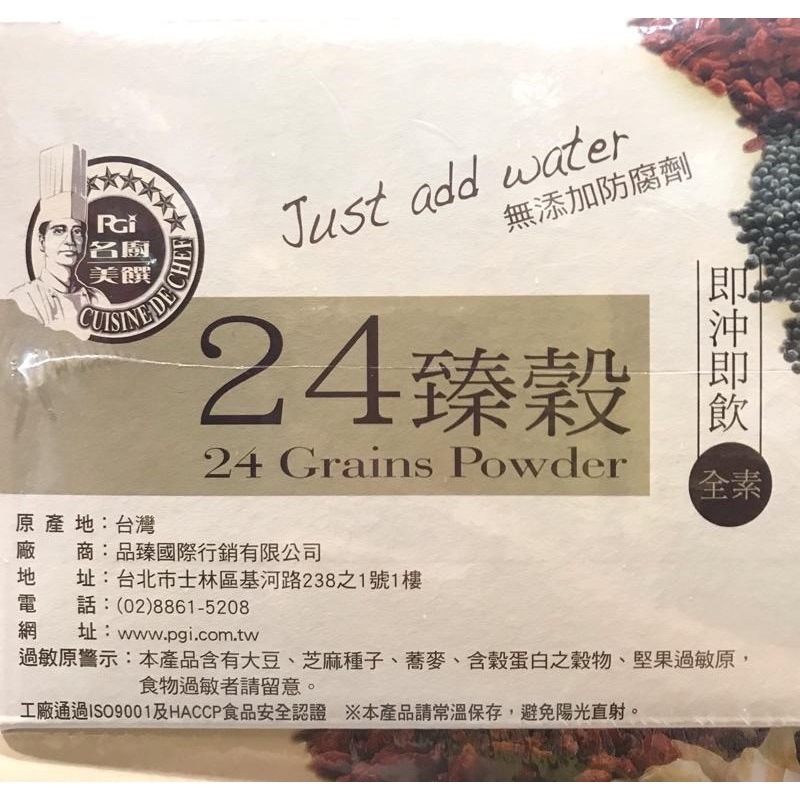 Just add water
無添加防腐劑
PGi
名廚
美饌
CUISINE DE CHEF
即沖即飲
全素
24臻穀
24 Grains Powder
原產地：台灣
廠　商：品臻國際行銷有限公司
地　址：台北市士林區基河路238之1號1樓
電　話：(02)8861-5208
網　址：www.pgi.com.tw
過敏原警示：本產品含有大豆、芝麻種子、蕎麥、含穀蛋白之穀物、堅果過敏原，
食物過敏者請留意。
工廠通過ISO9001及HACCP食品安全認證　※本產品請常溫保存，避免陽光直射。